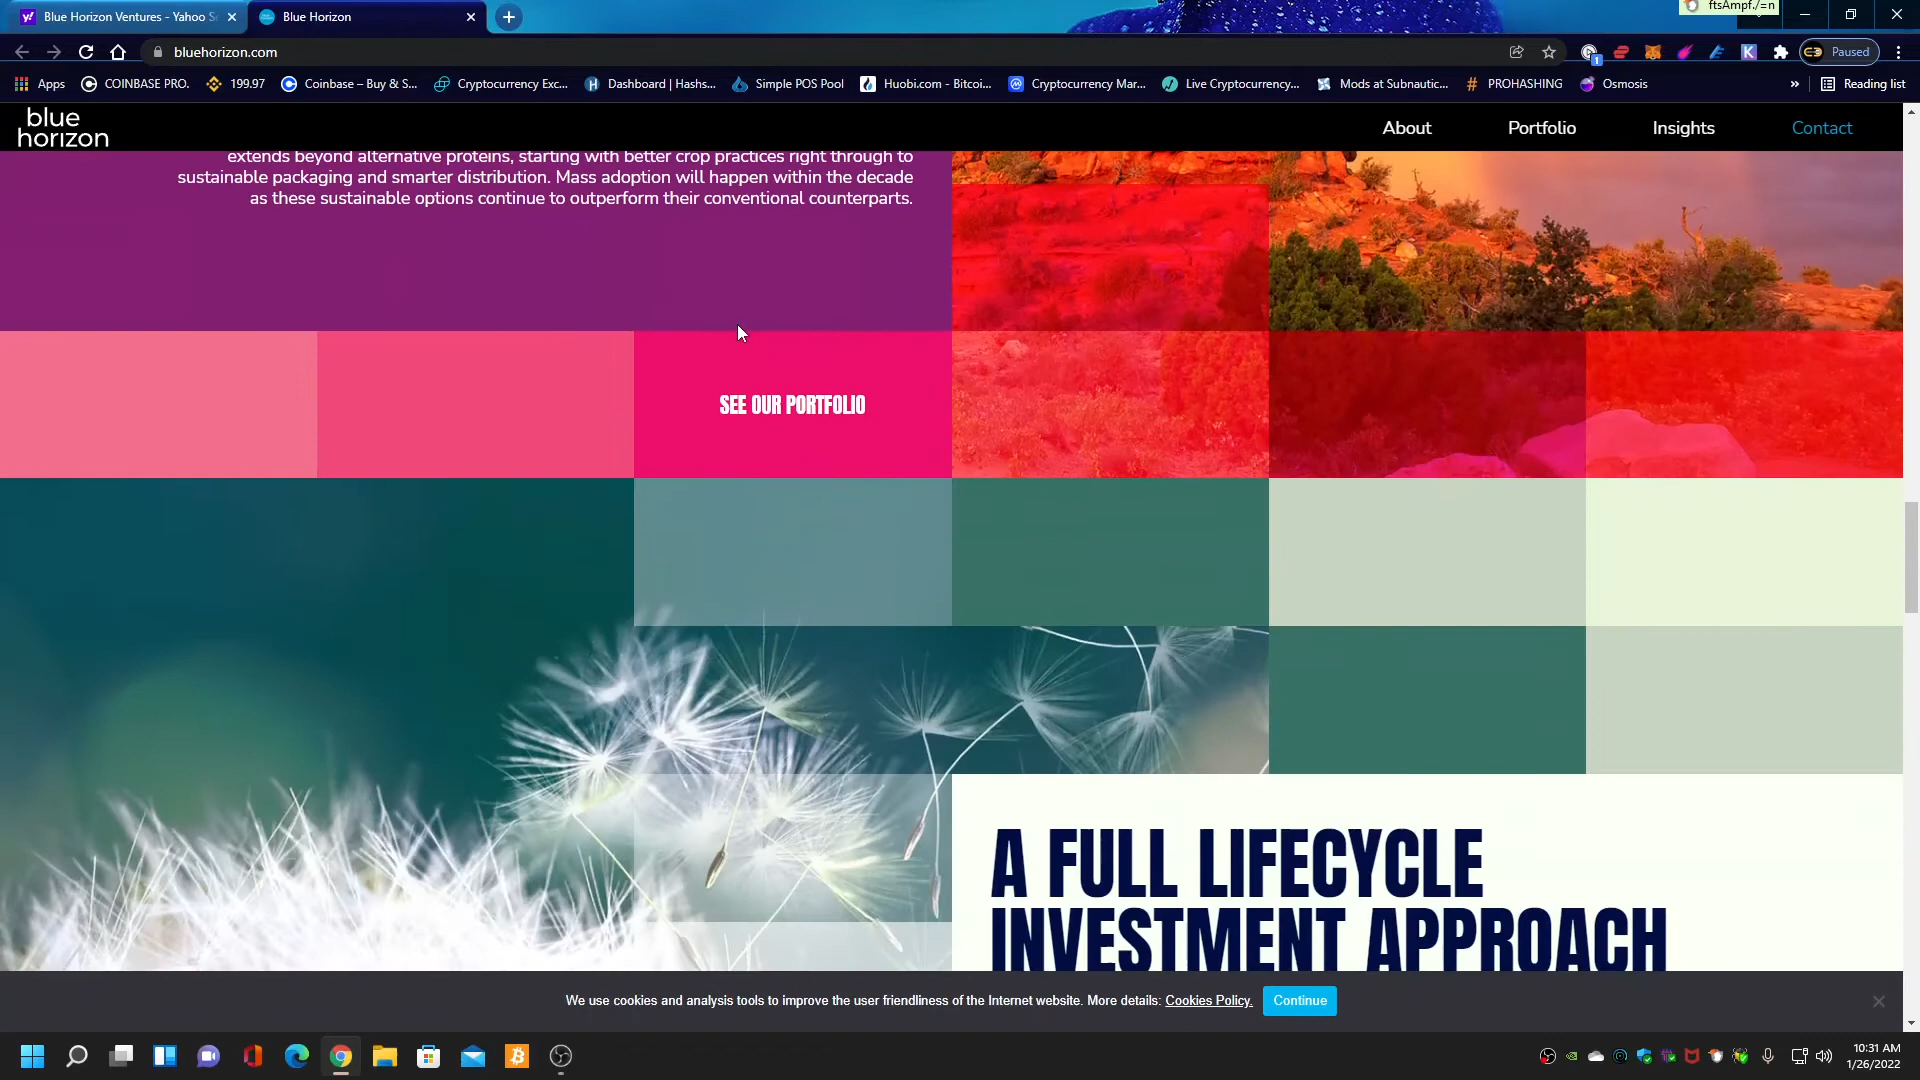 Blue Horizon Ventures - Yahoo S
Blue Horizon
ftsAmpf./=n
bluehorizon.com
Paused
Apps
COINBASE PRO.
199.97
Coinbase – Buy & S...
Cryptocurrency Exc...
Dashboard | Hashs...
Simple POS Pool
Huobi.com - Bitcoi...
Cryptocurrency Mar...
Live Cryptocurrency...
Mods at Subnautic...
PROHASHING
Osmosis
»
Reading list
blue
horizon
About
Portfolio
Insights
Contact
extends beyond alternative proteins, starting with better crop practices right through to
sustainable packaging and smarter distribution. Mass adoption will happen within the decade
as these sustainable options continue to outperform their conventional counterparts.
SEE OUR PORTFOLIO
A FULL LIFECYCLE
INVESTMENT APPROACH
We use cookies and analysis tools to improve the user friendliness of the Internet website. More details: Cookies Policy.
Continue
10:31 AM
1/26/2022